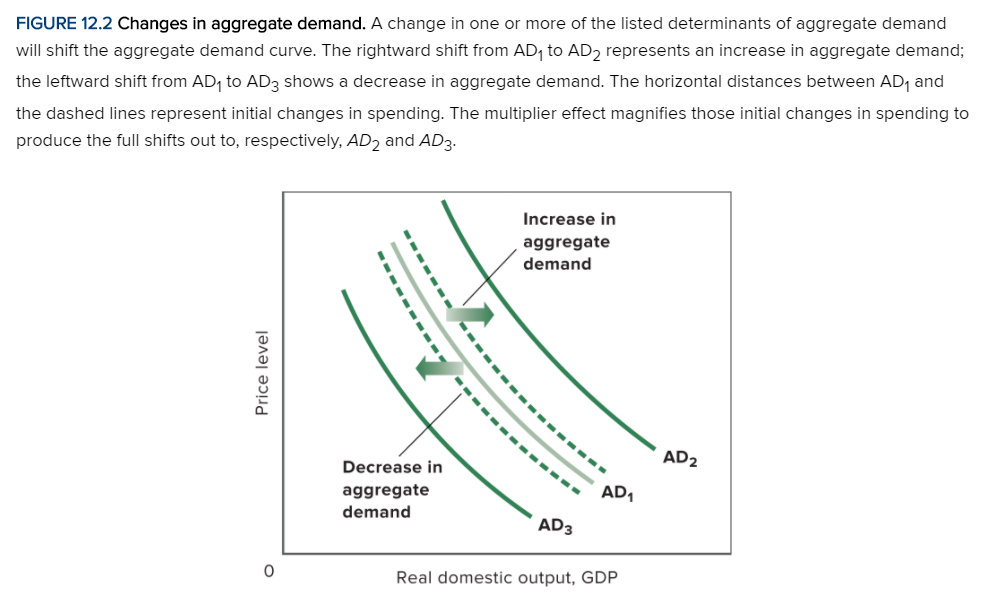 FIGURE 12.2 Changes in aggregate demand. A change in one or more of the listed determinants of aggregate demand
will shift the aggregate demand curve. The rightward shift from AD₁ to AD₂ represents an increase in aggregate demand;
the leftward shift from AD₁ to AD₃ shows a decrease in aggregate demand. The horizontal distances between AD₁ and
the dashed lines represent initial changes in spending. The multiplier effect magnifies those initial changes in spending to
produce the full shifts out to, respectively, AD₂ and AD₃.
Increase in
aggregate
demand
Price level
AD₂
Decrease in
aggregate
demand
AD₁
AD₃
0
Real domestic output, GDP